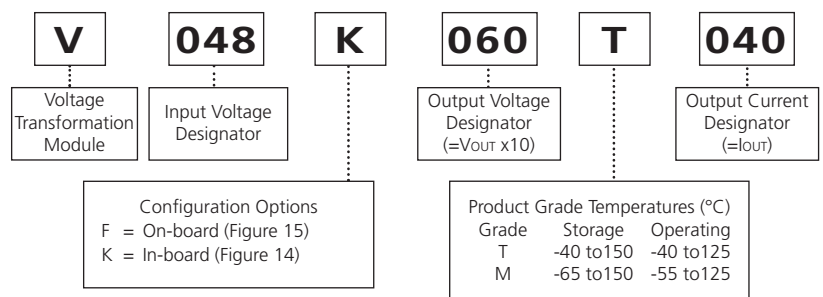 V 048 K 060 T 040
Voltage
Transformation
Module
Input Voltage
Designator
Output Voltage
Designator
(=VOUT x10)
Output Current
Designator
(=IOUT)
Configuration Options
F = On-board (Figure 15)
K = In-board (Figure 14)
Product Grade Temperatures (°C)
Grade Storage Operating
T -40 to150 -40 to125
M -65 to150 -55 to125